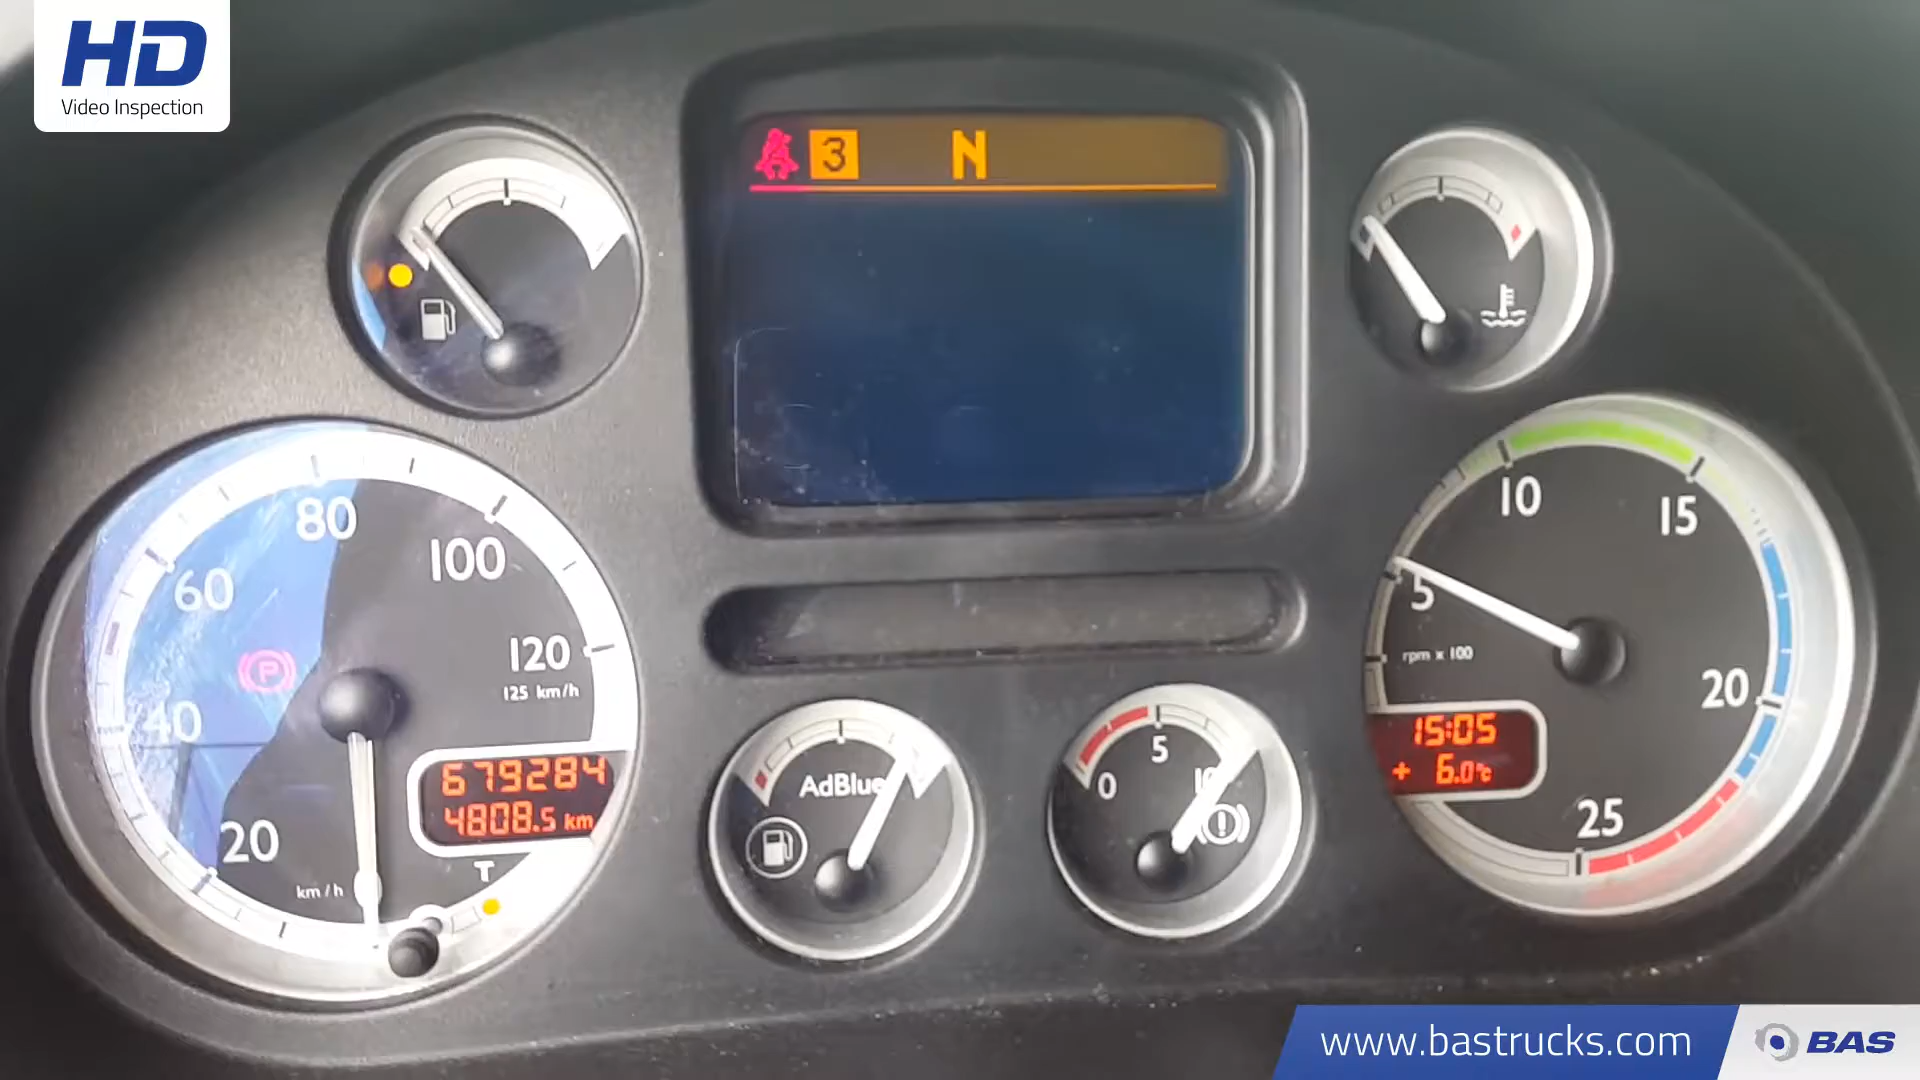 HD
Video Inspection
3 N
80
100
60
120
125 km/h
40
20
km/h
P
679284
4808.5 km
T
AdBlue
0
5
10
10
15
5
rpm x 100
20
15:05
+ 6.0°c
25
www.bastrucks.com
BAS